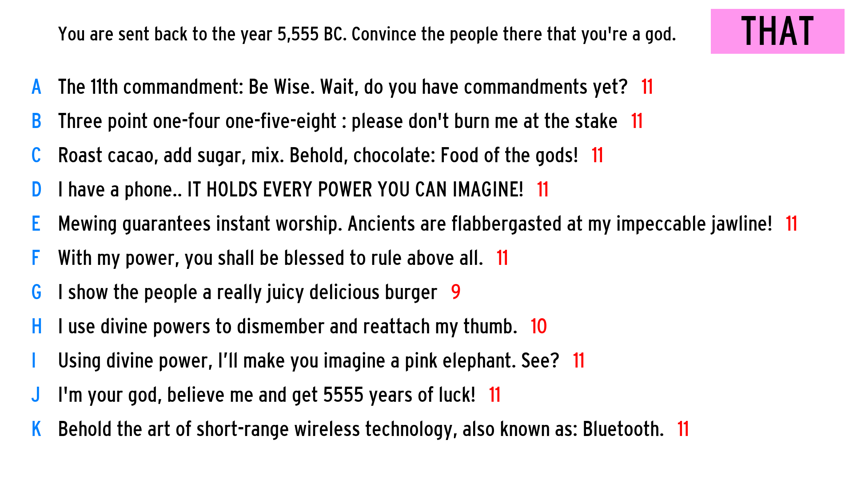 You are sent back to the year 5,555 BC. Convince the people there that you're a god.
THAT
A The 11th commandment: Be Wise. Wait, do you have commandments yet? 11
B Three point one-four one-five-eight : please don't burn me at the stake 11
C Roast cacao, add sugar, mix. Behold, chocolate: Food of the gods! 11
D I have a phone.. IT HOLDS EVERY POWER YOU CAN IMAGINE! 11
E Mewing guarantees instant worship. Ancients are flabbergasted at my impeccable jawline! 11
F With my power, you shall be blessed to rule above all. 11
G I show the people a really juicy delicious burger 9
H I use divine powers to dismember and reattach my thumb. 10
I Using divine power, I’ll make you imagine a pink elephant. See? 11
J I'm your god, believe me and get 5555 years of luck! 11
K Behold the art of short-range wireless technology, also known as: Bluetooth. 11